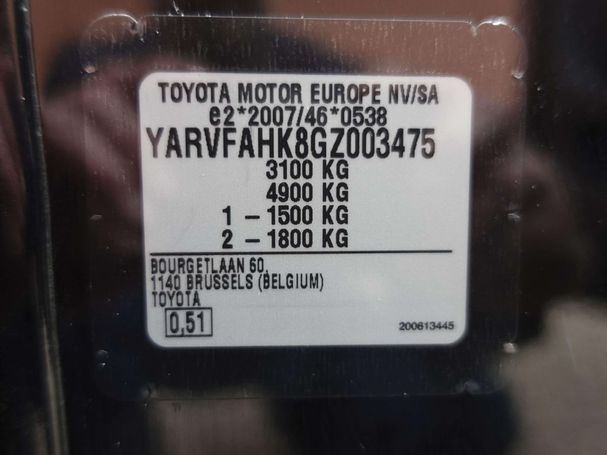 TOYOTA MOTOR EUROPE NV/SA
e2*2007/46*0538
YARVFAHK8GZ003475
3100 KG
4900 KG
1 - 1500 KG
2 - 1800 KG
BOURGETLAAN 60,
1140 BRUSSELS (BELGIUM)
TOYOTA
0,51
200613445